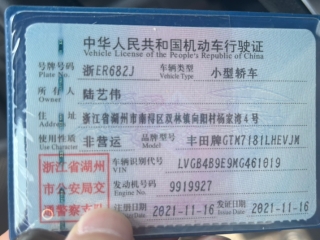 中华人民共和国机动车行驶证
Vehicle License of the People's Republic of China
号牌号码 浙ER682J 车辆类型 小型轿车
Plate No. Vehicle Type
所有人 陆艺伟
Owner
住址 浙江省湖州市南浔区菱林镇向阳村杨家湾4号
Address
使用性质 非营运 品牌型号 丰田牌GTM7181LHEVJM
Use Character Model
浙江省湖州市公安局交通警察支队
车辆识别代号 LVGB4B9E9MG461019
VIN
发动机号码 9919927
Engine No.
注册日期 2021-11-16 发证日期 2021-11-16
Register Date Issue Date